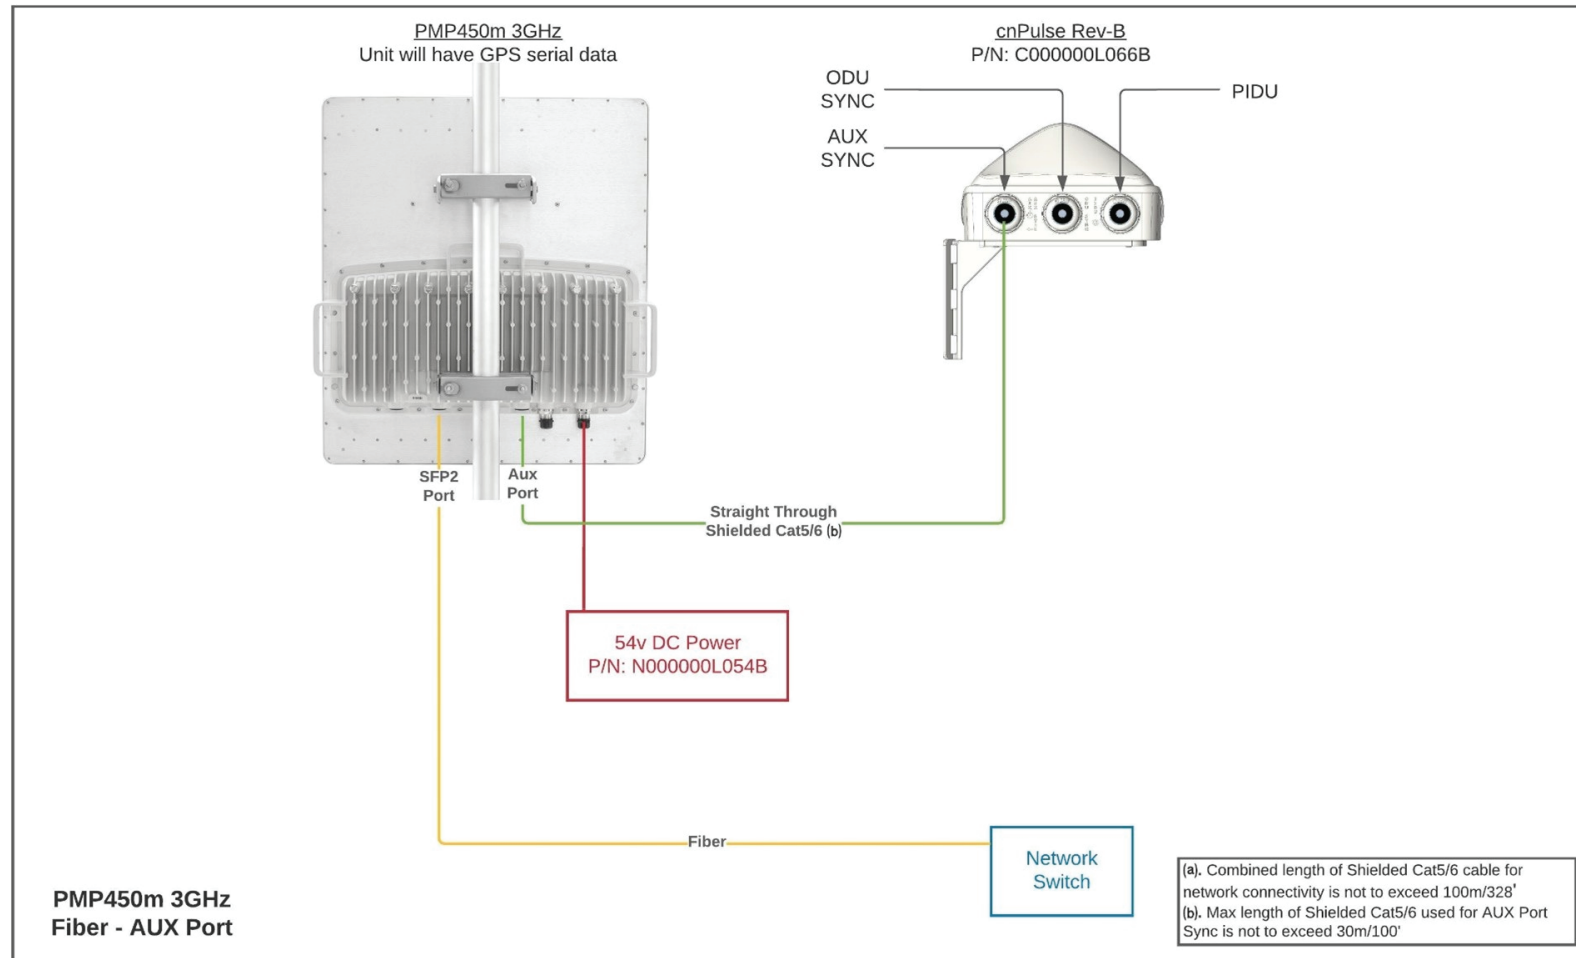 PMP450m 3GHz
Unit will have GPS serial data
cnPulse Rev-B
P/N: C000000L066B
ODU
SYNC
PIDU
AUX
SYNC
SFP2
Port
Aux
Port
Straight Through
Shielded Cat5/6 (b)
54v DC Power
P/N: N000000L054B
Fiber
Network
Switch
PMP450m 3GHz
Fiber - AUX Port
(a). Combined length of Shielded Cat5/6 cable for
network connectivity is not to exceed 100m/328'
(b). Max length of Shielded Cat5/6 used for AUX Port
Sync is not to exceed 30m/100'